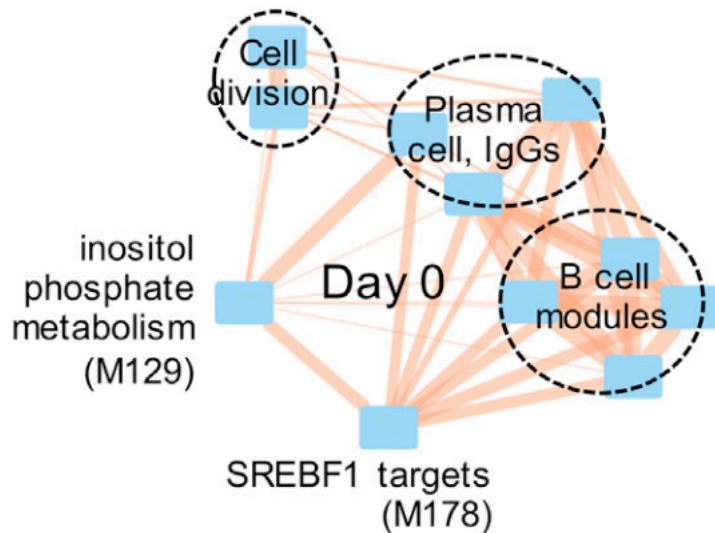 Cell
division
Plasma
cell, IgGs
inositol
phosphate
metabolism
(M129)
Day 0
B cell
modules
SREBF1 targets
(M178)